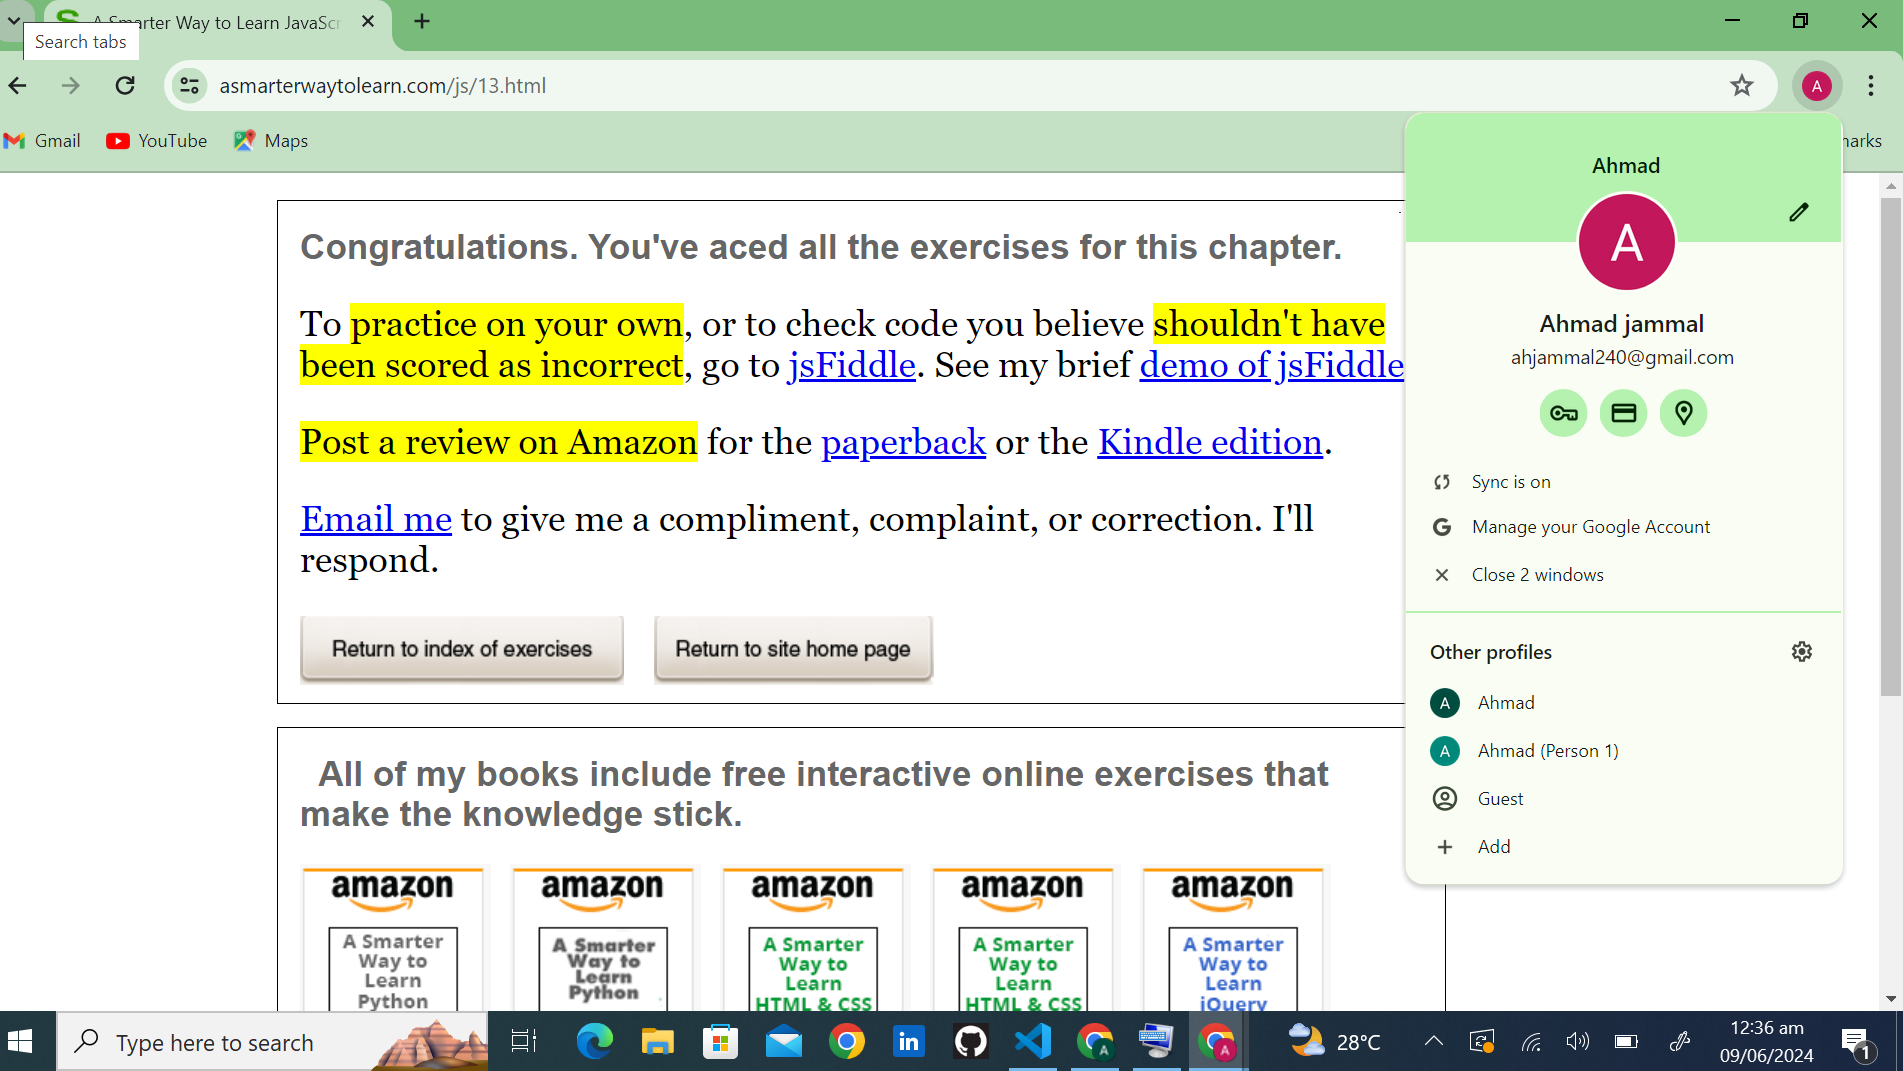 A Smarter Way to Learn JavaScr
Search tabs
asmarterwaytolearn.com/js/13.html
A
Gmail
YouTube
Maps
harks
Congratulations. You've aced all the exercises for this chapter.
To practice on your own, or to check code you believe shouldn't have
been scored as incorrect, go to jsFiddle. See my brief demo of jsFiddle
Post a review on Amazon for the paperback or the Kindle edition.
Email me to give me a compliment, complaint, or correction. I'll
respond.
Return to index of exercises
Return to site home page
All of my books include free interactive online exercises that
make the knowledge stick.
amazon
A Smarter
Way to
Learn
Python
amazon
A Smarter
Way to
Learn
Python
amazon
A Smarter
Way to
Learn
HTML & CSS
amazon
A Smarter
Way to
Learn
HTML & CSS
amazon
A Smarter
Way to
Learn
jQuery
Ahmad
A
Ahmad jammal
ahjammal240@gmail.com
Sync is on
Manage your Google Account
Close 2 windows
Other profiles
A Ahmad
A Ahmad (Person 1)
Guest
Add
Type here to search
28°C
12:36 am
09/06/2024
1